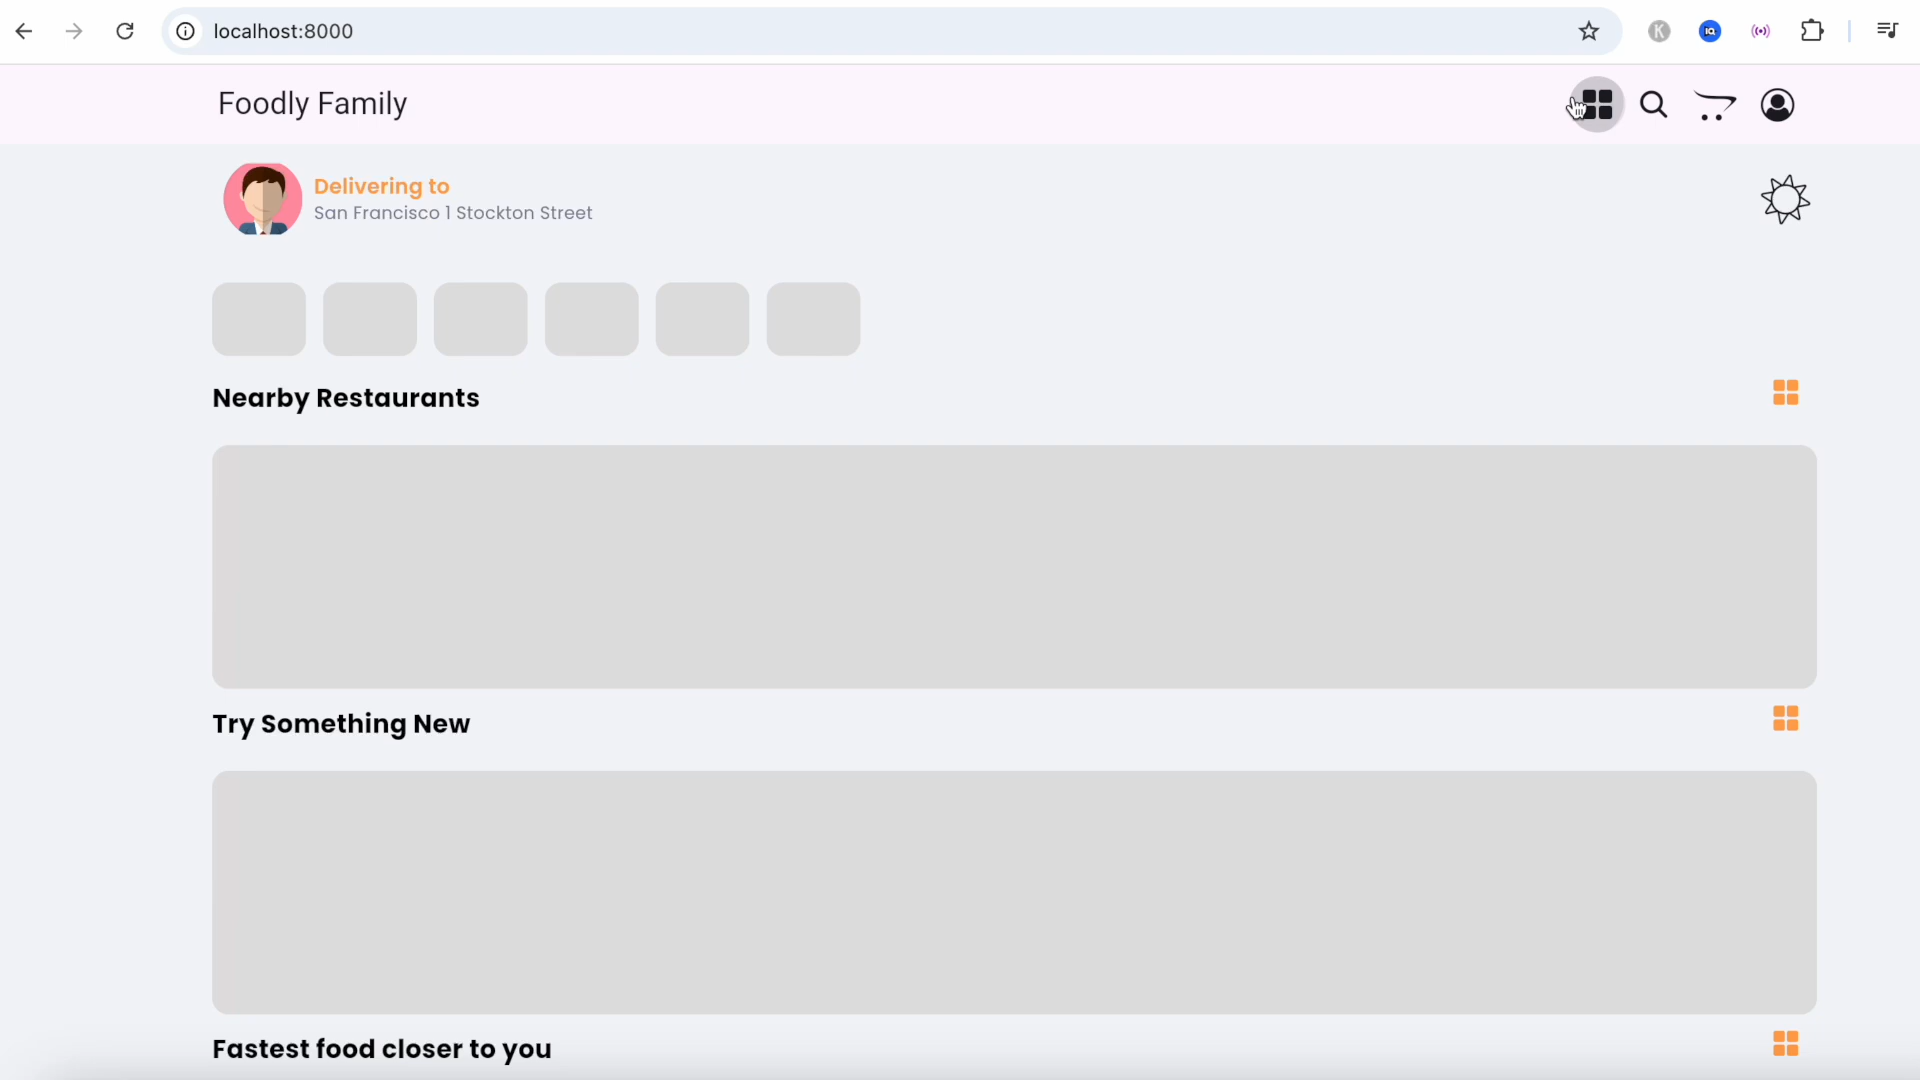 localhost:8000
K
IQ
Foodly Family
Delivering to
San Francisco 1 Stockton Street
Nearby Restaurants
Try Something New
Fastest food closer to you